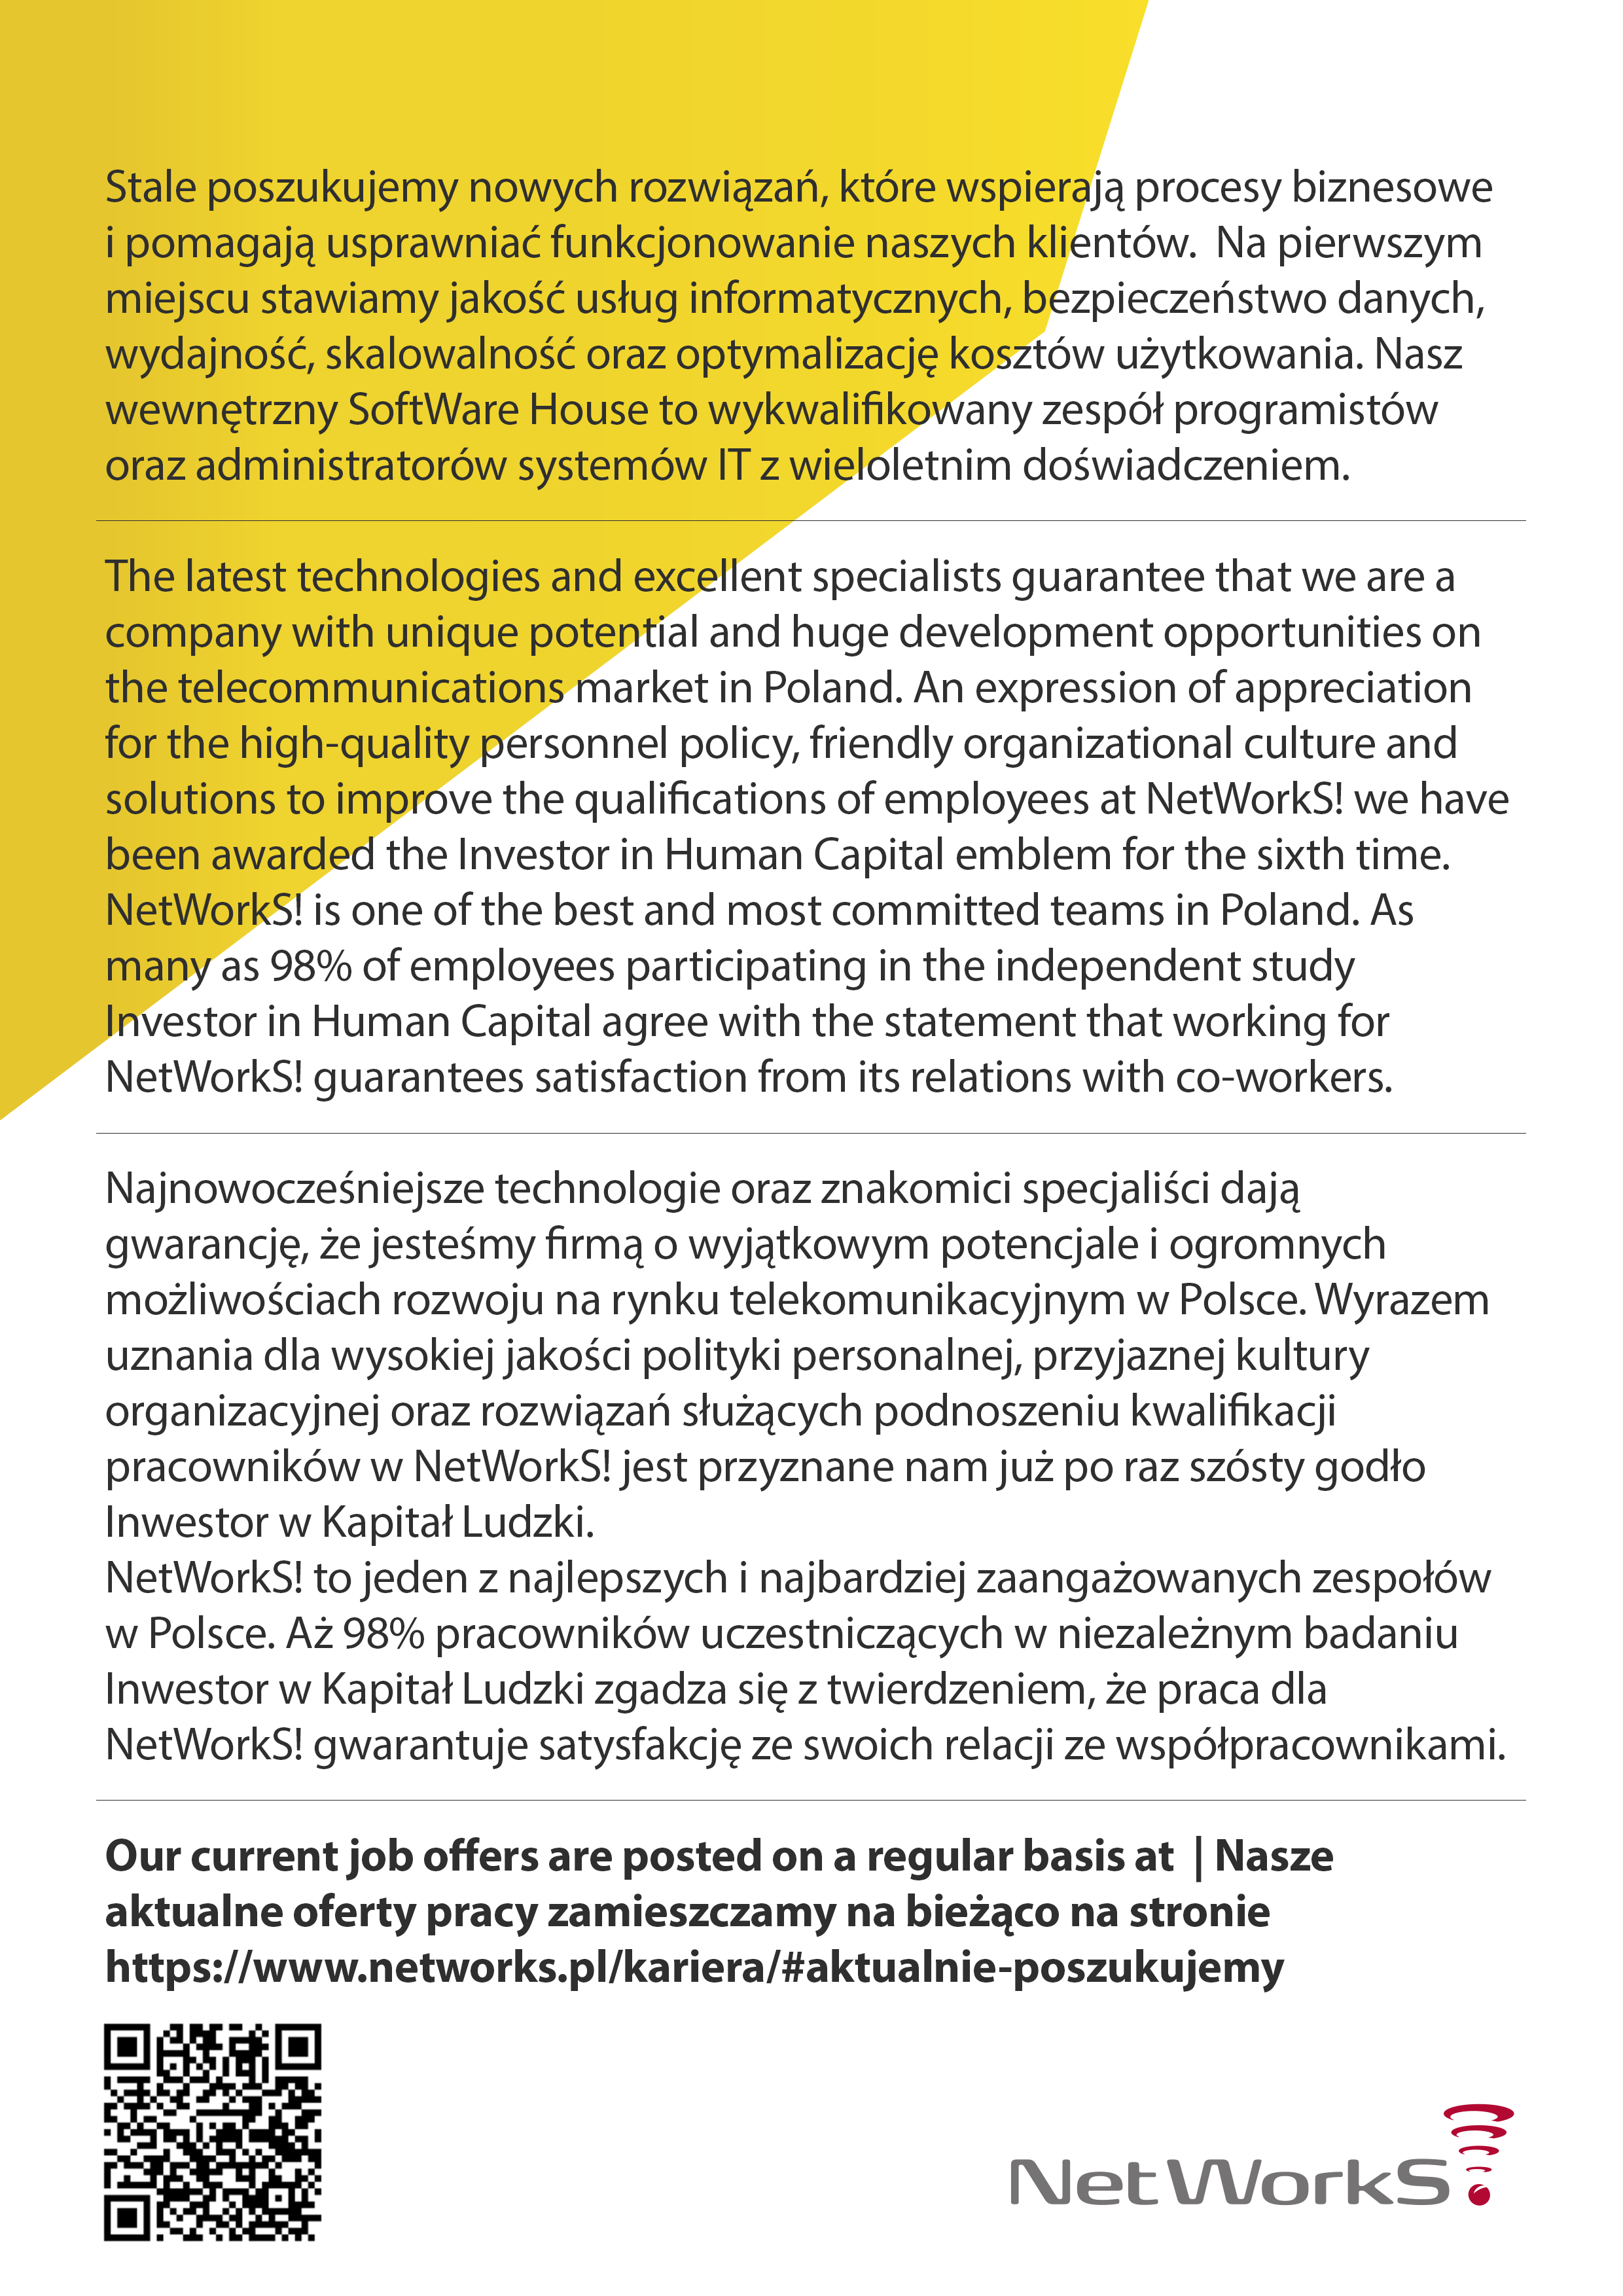 Stale poszukujemy nowych rozwiązań, które wspierają procesy biznesowe
i pomagają usprawniać funkcjonowanie naszych klientów.  Na pierwszym
miejscu stawiamy jakość usług informatycznych, bezpieczeństwo danych,
wydajność, skalowalność oraz optymalizację kosztów użytkowania. Nasz
wewnętrzny SoftWare House to wykwalifikowany zespół programistów
oraz administratorów systemów IT z wieloletnim doświadczeniem.
The latest technologies and excellent specialists guarantee that we are a
company with unique potential and huge development opportunities on
the telecommunications market in Poland. An expression of appreciation
for the high-quality personnel policy, friendly organizational culture and
solutions to improve the qualifications of employees at NetWorkS! we have
been awarded the Investor in Human Capital emblem for the sixth time.
NetWorkS! is one of the best and most committed teams in Poland. As
many as 98% of employees participating in the independent study
Investor in Human Capital agree with the statement that working for
NetWorkS! guarantees satisfaction from its relations with co-workers.
Najnowocześniejsze technologie oraz znakomici specjaliści dają
gwarancję, że jesteśmy firmą o wyjątkowym potencjale i ogromnych
możliwościach rozwoju na rynku telekomunikacyjnym w Polsce. Wyrazem
uznania dla wysokiej jakości polityki personalnej, przyjaznej kultury
organizacyjnej oraz rozwiązań służących podnoszeniu kwalifikacji
pracowników w NetWorkS! jest przyznane nam już po raz szósty godło
Inwestor w Kapitał Ludzki.
NetWorkS! to jeden z najlepszych i najbardziej zaangażowanych zespołów
w Polsce. Aż 98% pracowników uczestniczących w niezależnym badaniu
Inwestor w Kapitał Ludzki zgadza się z twierdzeniem, że praca dla
NetWorkS! gwarantuje satysfakcję ze swoich relacji ze współpracownikami.
Our current job offers are posted on a regular basis at  | Nasze
aktualne oferty pracy zamieszczamy na bieżąco na stronie
https://www.networks.pl/kariera/#aktualnie-poszukujemy
NetWorkS!